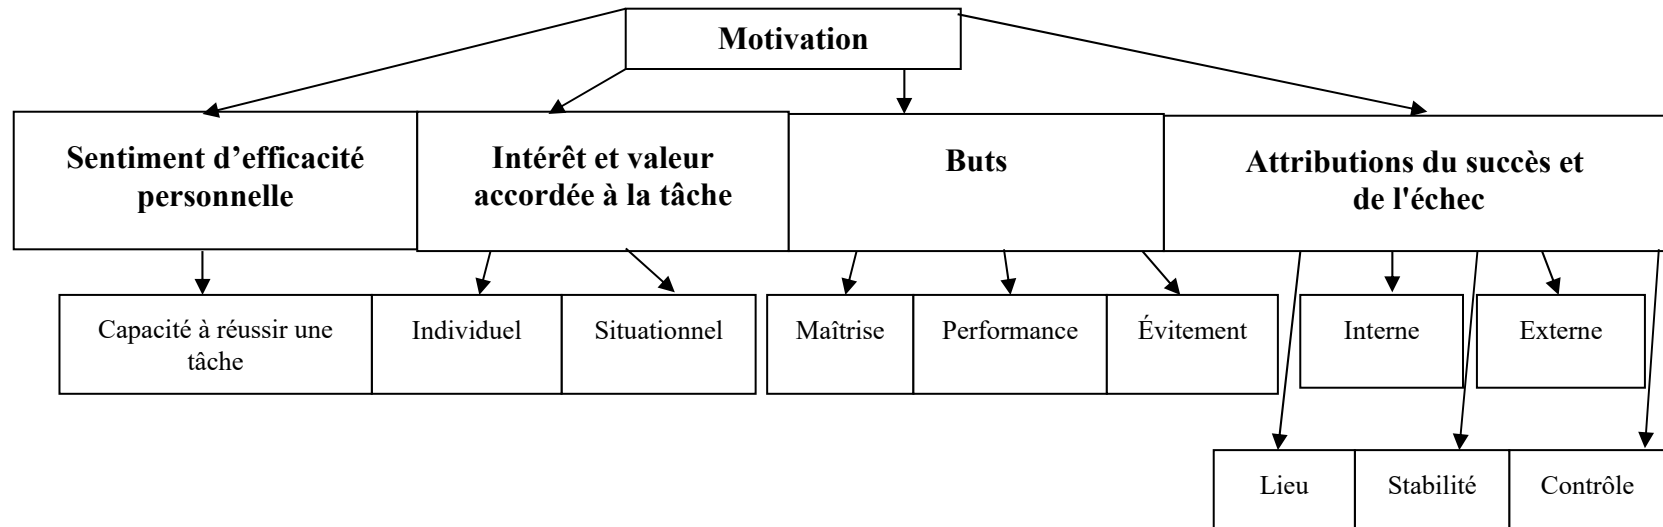 Motivation
Sentiment d’efficacité
personnelle
Intérêt et valeur
accordée à la tâche
Buts
Attributions du succès et
de l'échec
Capacité à réussir une
tâche
Individuel
Situationnel
Maîtrise
Performance
Évitement
Interne
Externe
Lieu
Stabilité
Contrôle